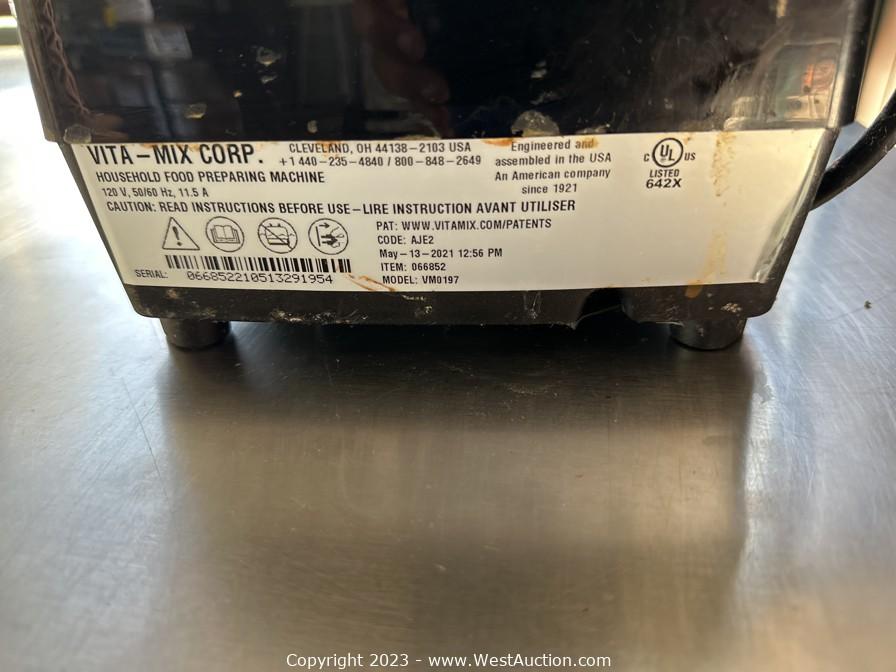 VITA-MIX CORP.
CLEVELAND, OH 44138-2103 USA
+1 440-235-4840 / 800-848-2649
Engineered and
assembled in the USA
An American company
since 1921
C UL US
LISTED
642X
HOUSEHOLD FOOD PREPARING MACHINE
120 V, 50/60 Hz, 11.5 A
CAUTION: READ INSTRUCTIONS BEFORE USE-LIRE INSTRUCTION AVANT UTILISER
PAT: WWW.VITAMIX.COM/PATENTS
CODE: AJE2
May-13-2021 12:56 PM
ITEM: 066852
MODEL: VM0197
SERIAL: 066852210513291954
Copyright 2023 - www.WestAuction.com